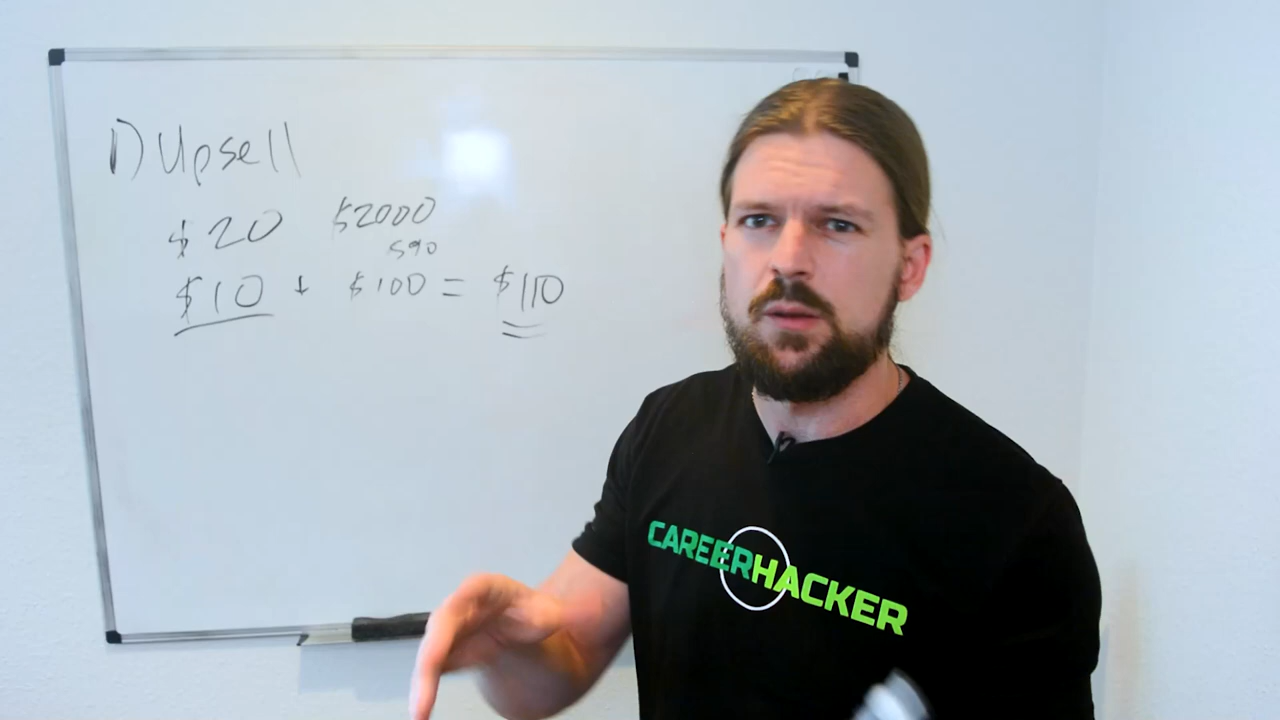 1) Upsell
$20 $2000
$90
$10 + $100 = $110
CAREERHACKER